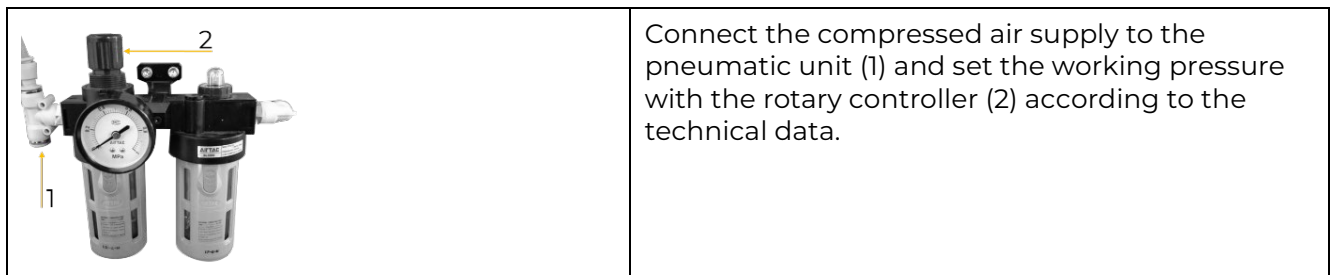 2
1
AIRTAC
MPa
AIRTAC
Connect the compressed air supply to the
pneumatic unit (1) and set the working pressure
with the rotary controller (2) according to the
technical data.